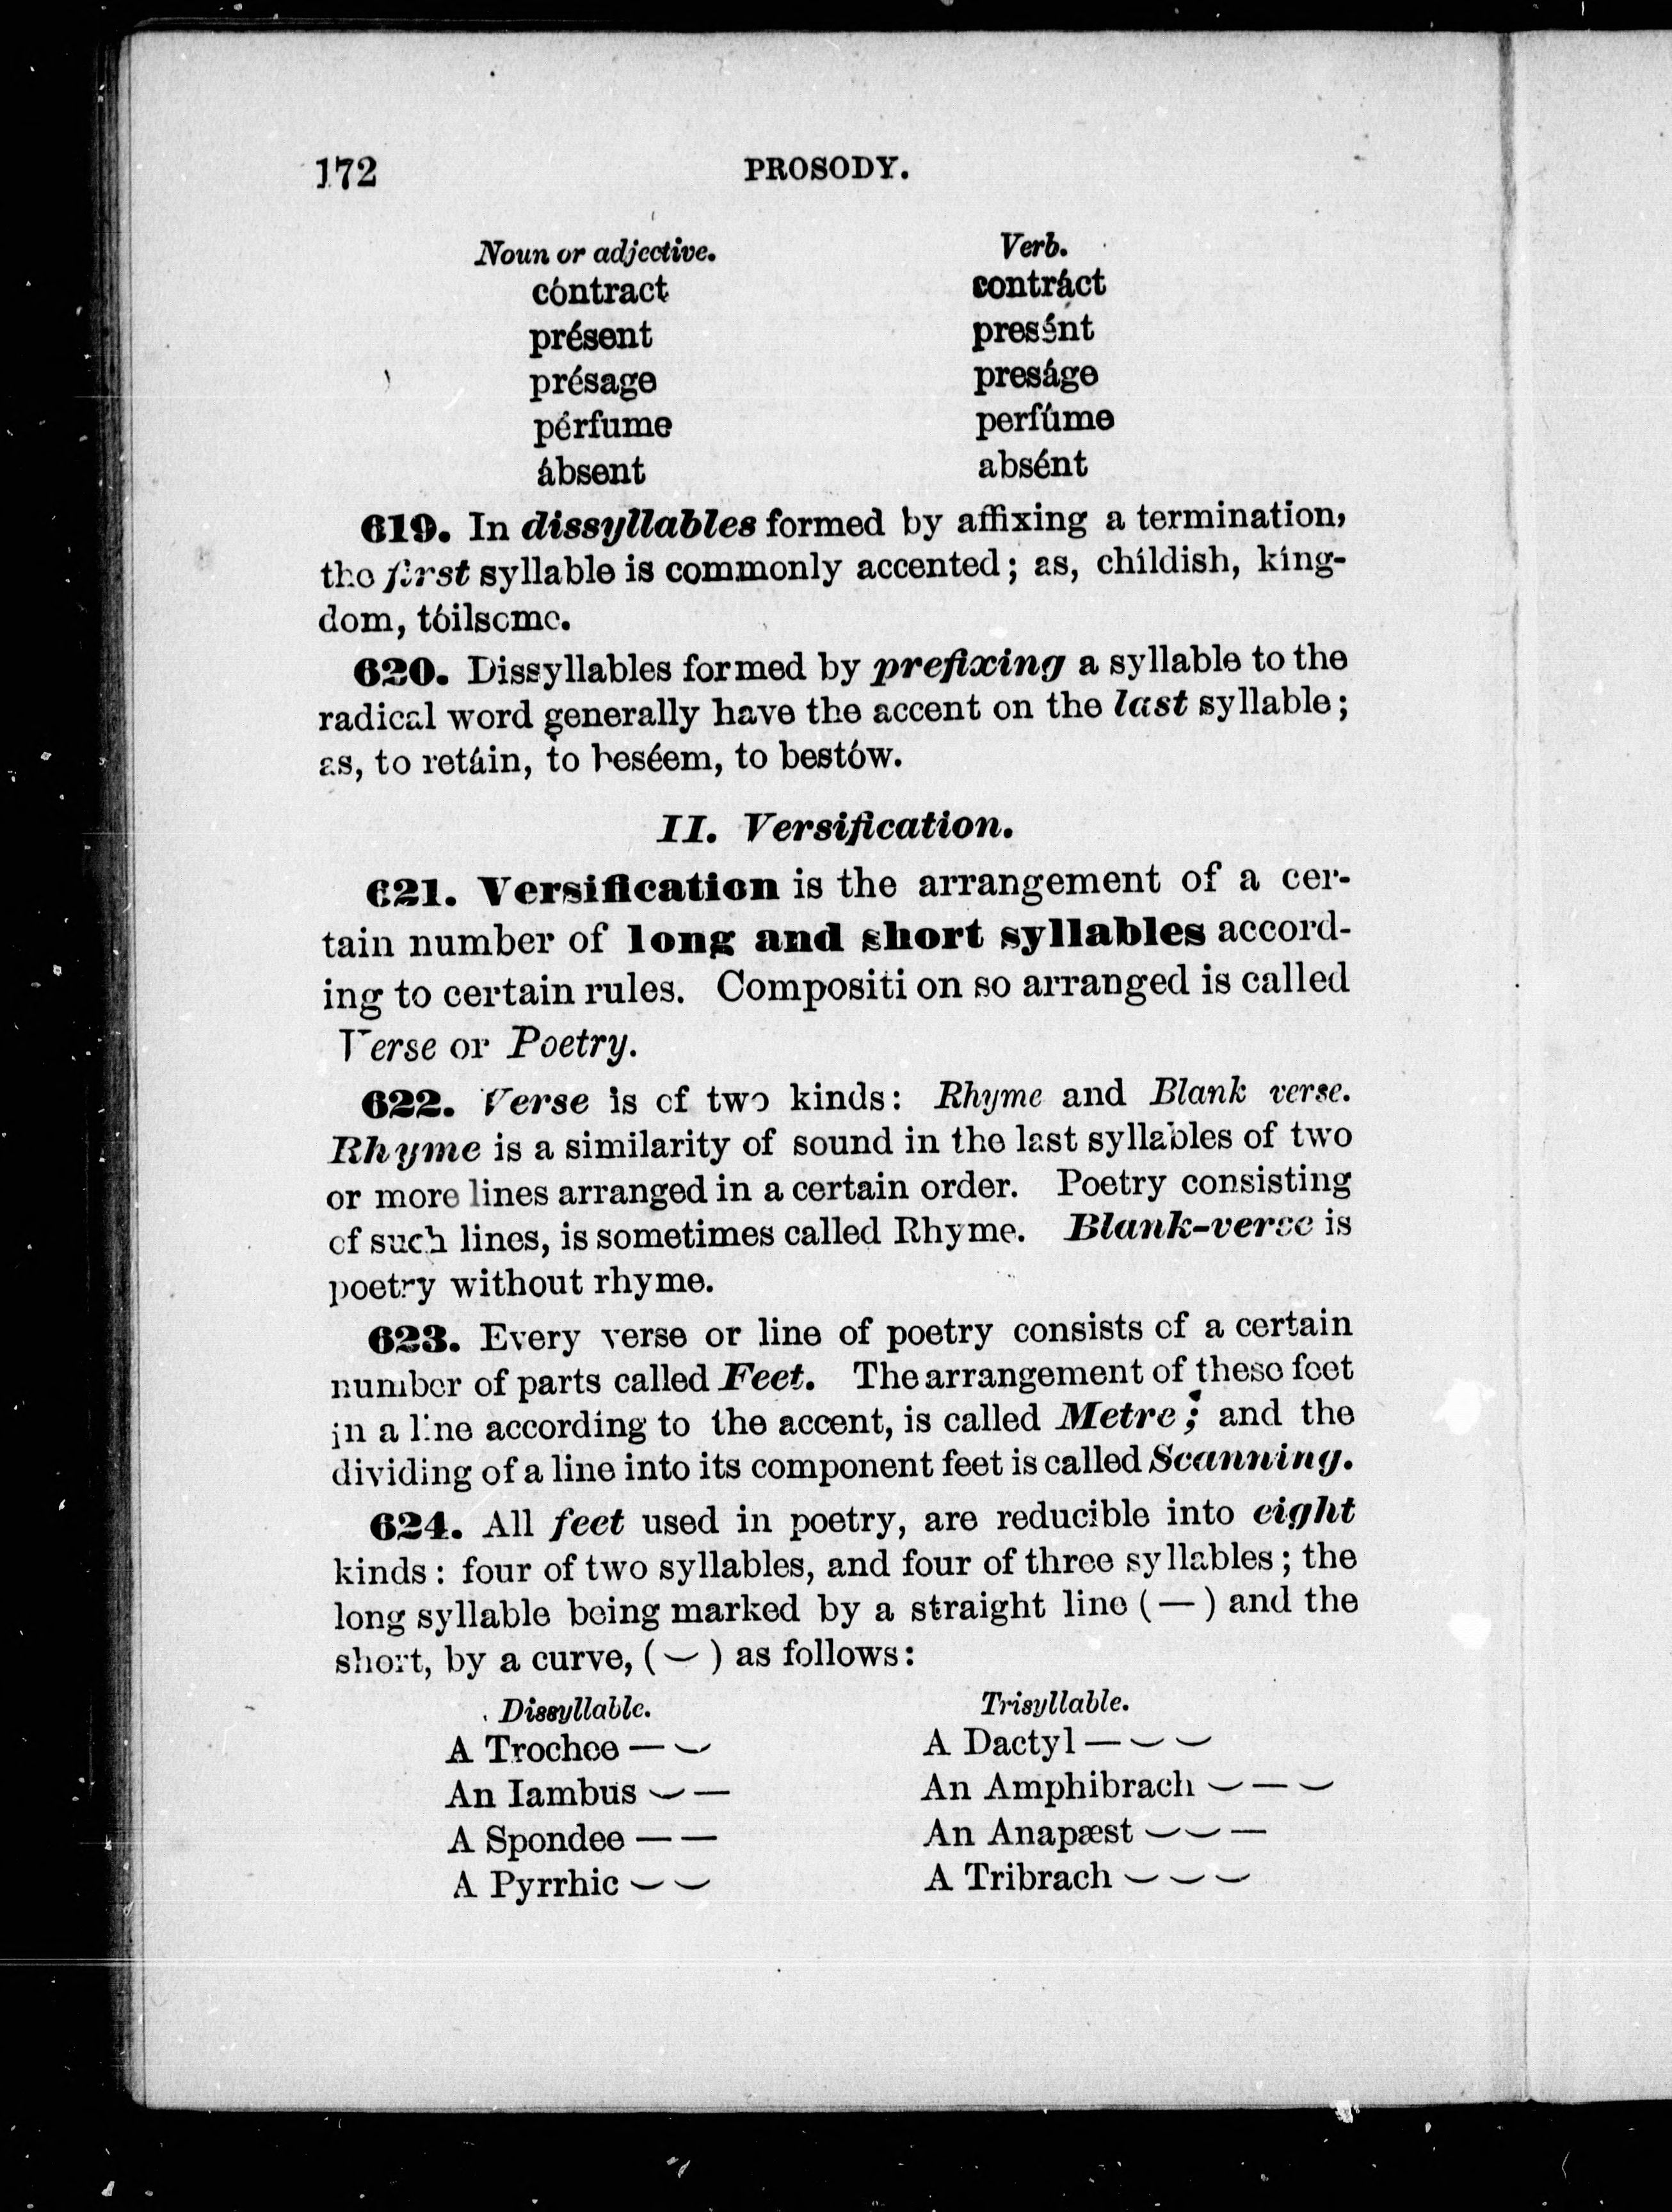 172 PROSODY.
Noun or adjective. Verb.
cóntract contráct
présent presént
présage preságe
pérfume perfúme
ábsent absént
619. In dissyllables formed by affixing a termination,
the first syllable is commonly accented; as, chíldish, kíng-
dom, tóilsome.
620. Dissyllables formed by prefixing a syllable to the
radical word generally have the accent on the last syllable;
as, to retáin, to beséem, to bestów.
II. Versification.
621. Versification is the arrangement of a cer-
tain number of long and short syllables accord-
ing to certain rules. Compositi on so arranged is called
Verse or Poetry.
622. Verse is of two kinds: Rhyme and Blank verse.
Rhyme is a similarity of sound in the last syllables of two
or more lines arranged in a certain order. Poetry consisting
of such lines, is sometimes called Rhyme. Blank-verse is
poetry without rhyme.
623. Every verse or line of poetry consists of a certain
number of parts called Feet. The arrangement of these feet
in a line according to the accent, is called Metre; and the
dividing of a line into its component feet is called Scanning.
624. All feet used in poetry, are reducible into eight
kinds: four of two syllables, and four of three syllables; the
long syllable being marked by a straight line (—) and the
short, by a curve, (⏑) as follows:
Dissyllable. Trisyllable.
A Trochee — ⏑ A Dactyl — ⏑ ⏑
An Iambus ⏑ — An Amphibrach ⏑ — ⏑
A Spondee — — An Anapæst ⏑ ⏑ —
A Pyrrhic ⏑ ⏑ A Tribrach ⏑ ⏑ ⏑